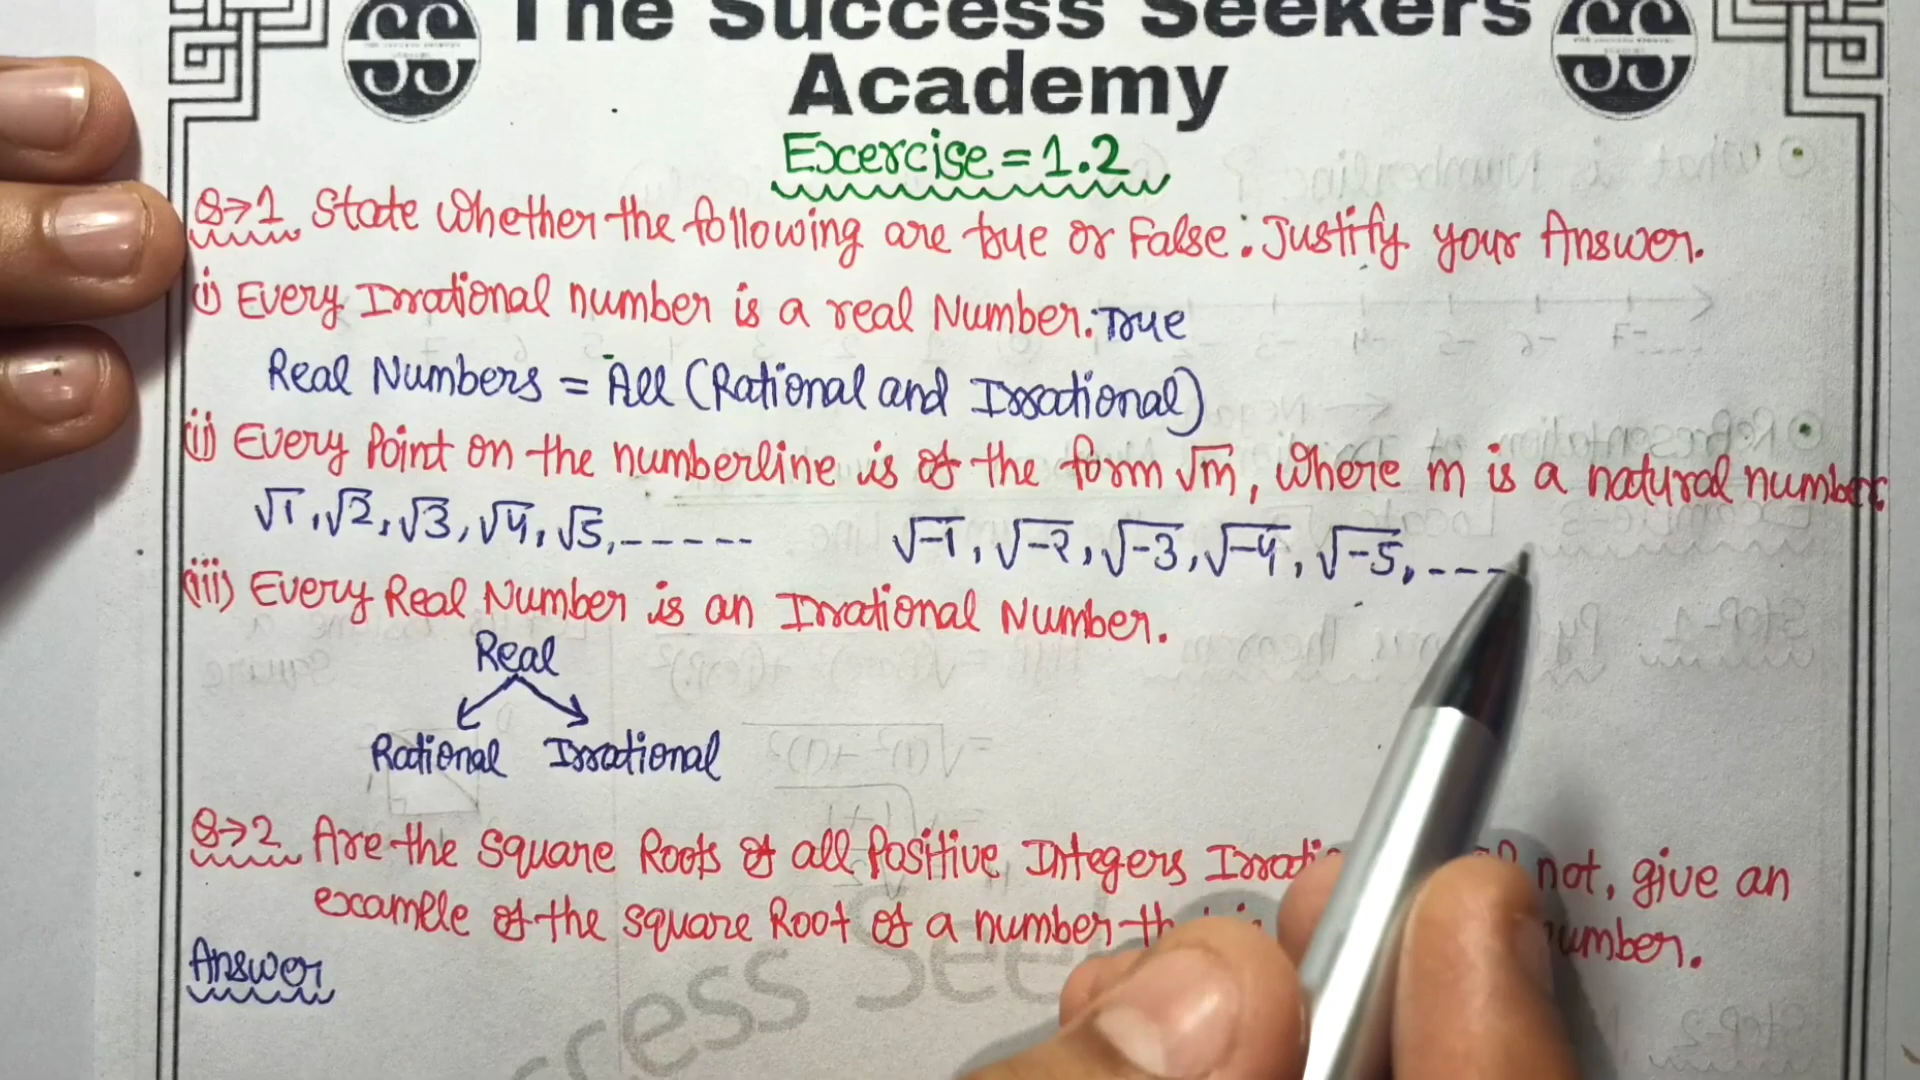 The Success Seekers
Academy
Excercise = 1.2
Q→1 State whether the following are true or False: Justify your Answer.
(i) Every Irrational number is a real Number. : True
Real Numbers = All (Rational and Irrational)
(ii) Every Point on the numberline is of the form √m, where m is a natural number.
√1, √2, √3, √4, √5, ----- √-1, √-2, √-3, √-4, √-5, ----
(iii) Every Real Number is an Irrational Number.
Real
Rational Irrational
Q→2 Are the square Roots of all Positive Integers not, give an
example of the square Root of a number number.
Answer